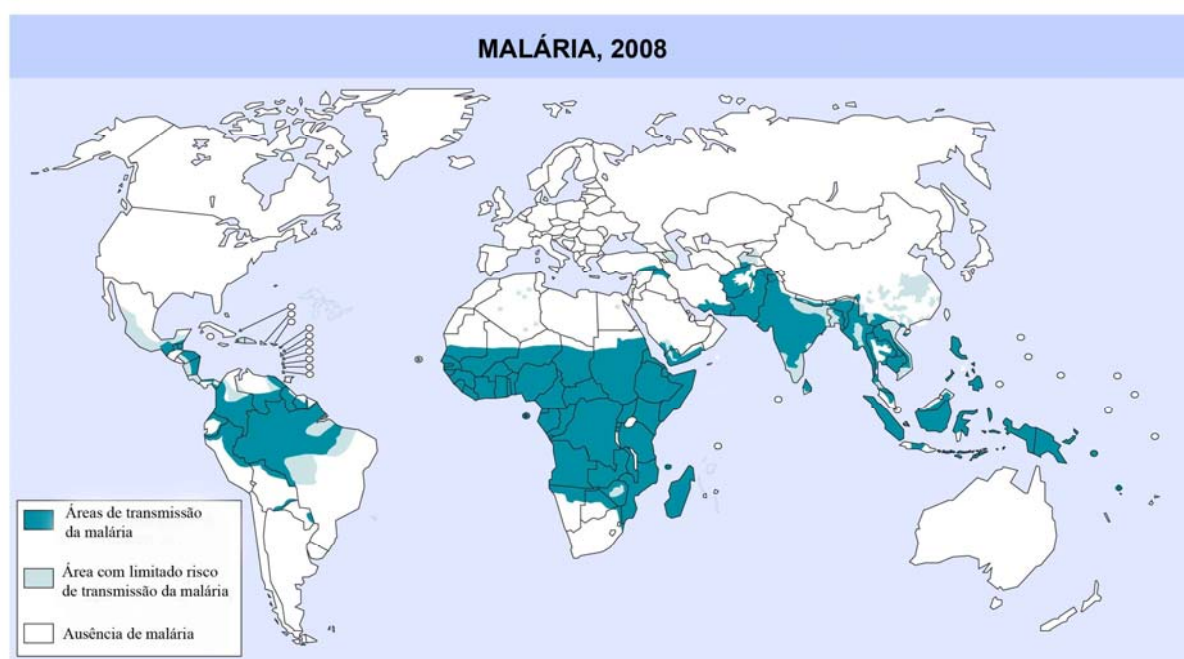 MALÁRIA, 2008
Áreas de transmissão
da malária
Área com limitado risco
de transmissão da malária
Ausência de malária